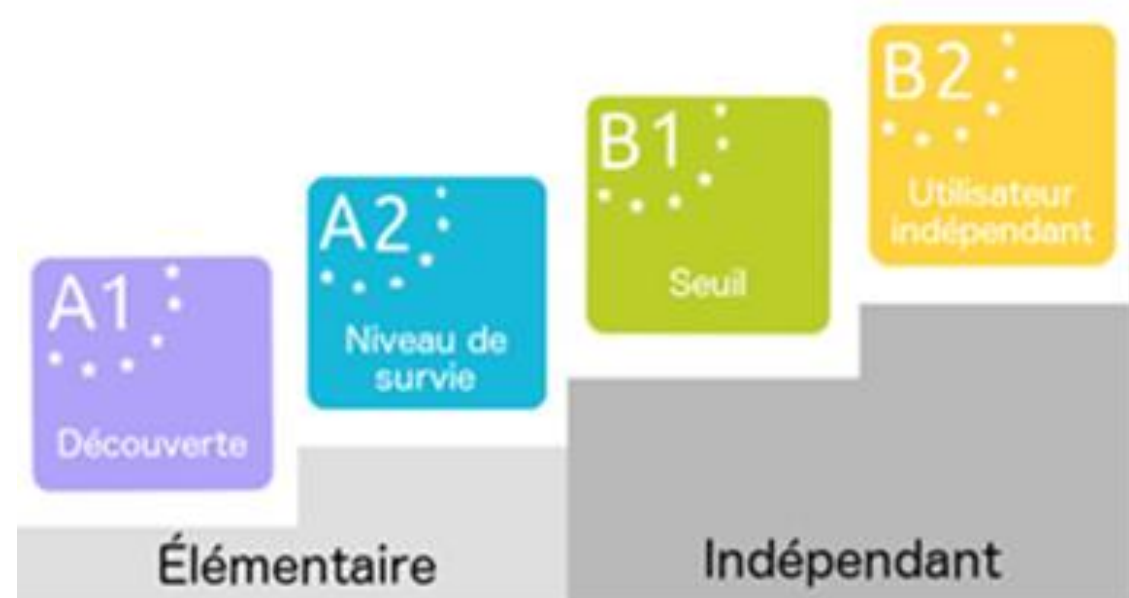 A1
Découverte
A2
Niveau de
survie
B1
Seuil
B2
Utilisateur
indépendant
Élémentaire
Indépendant